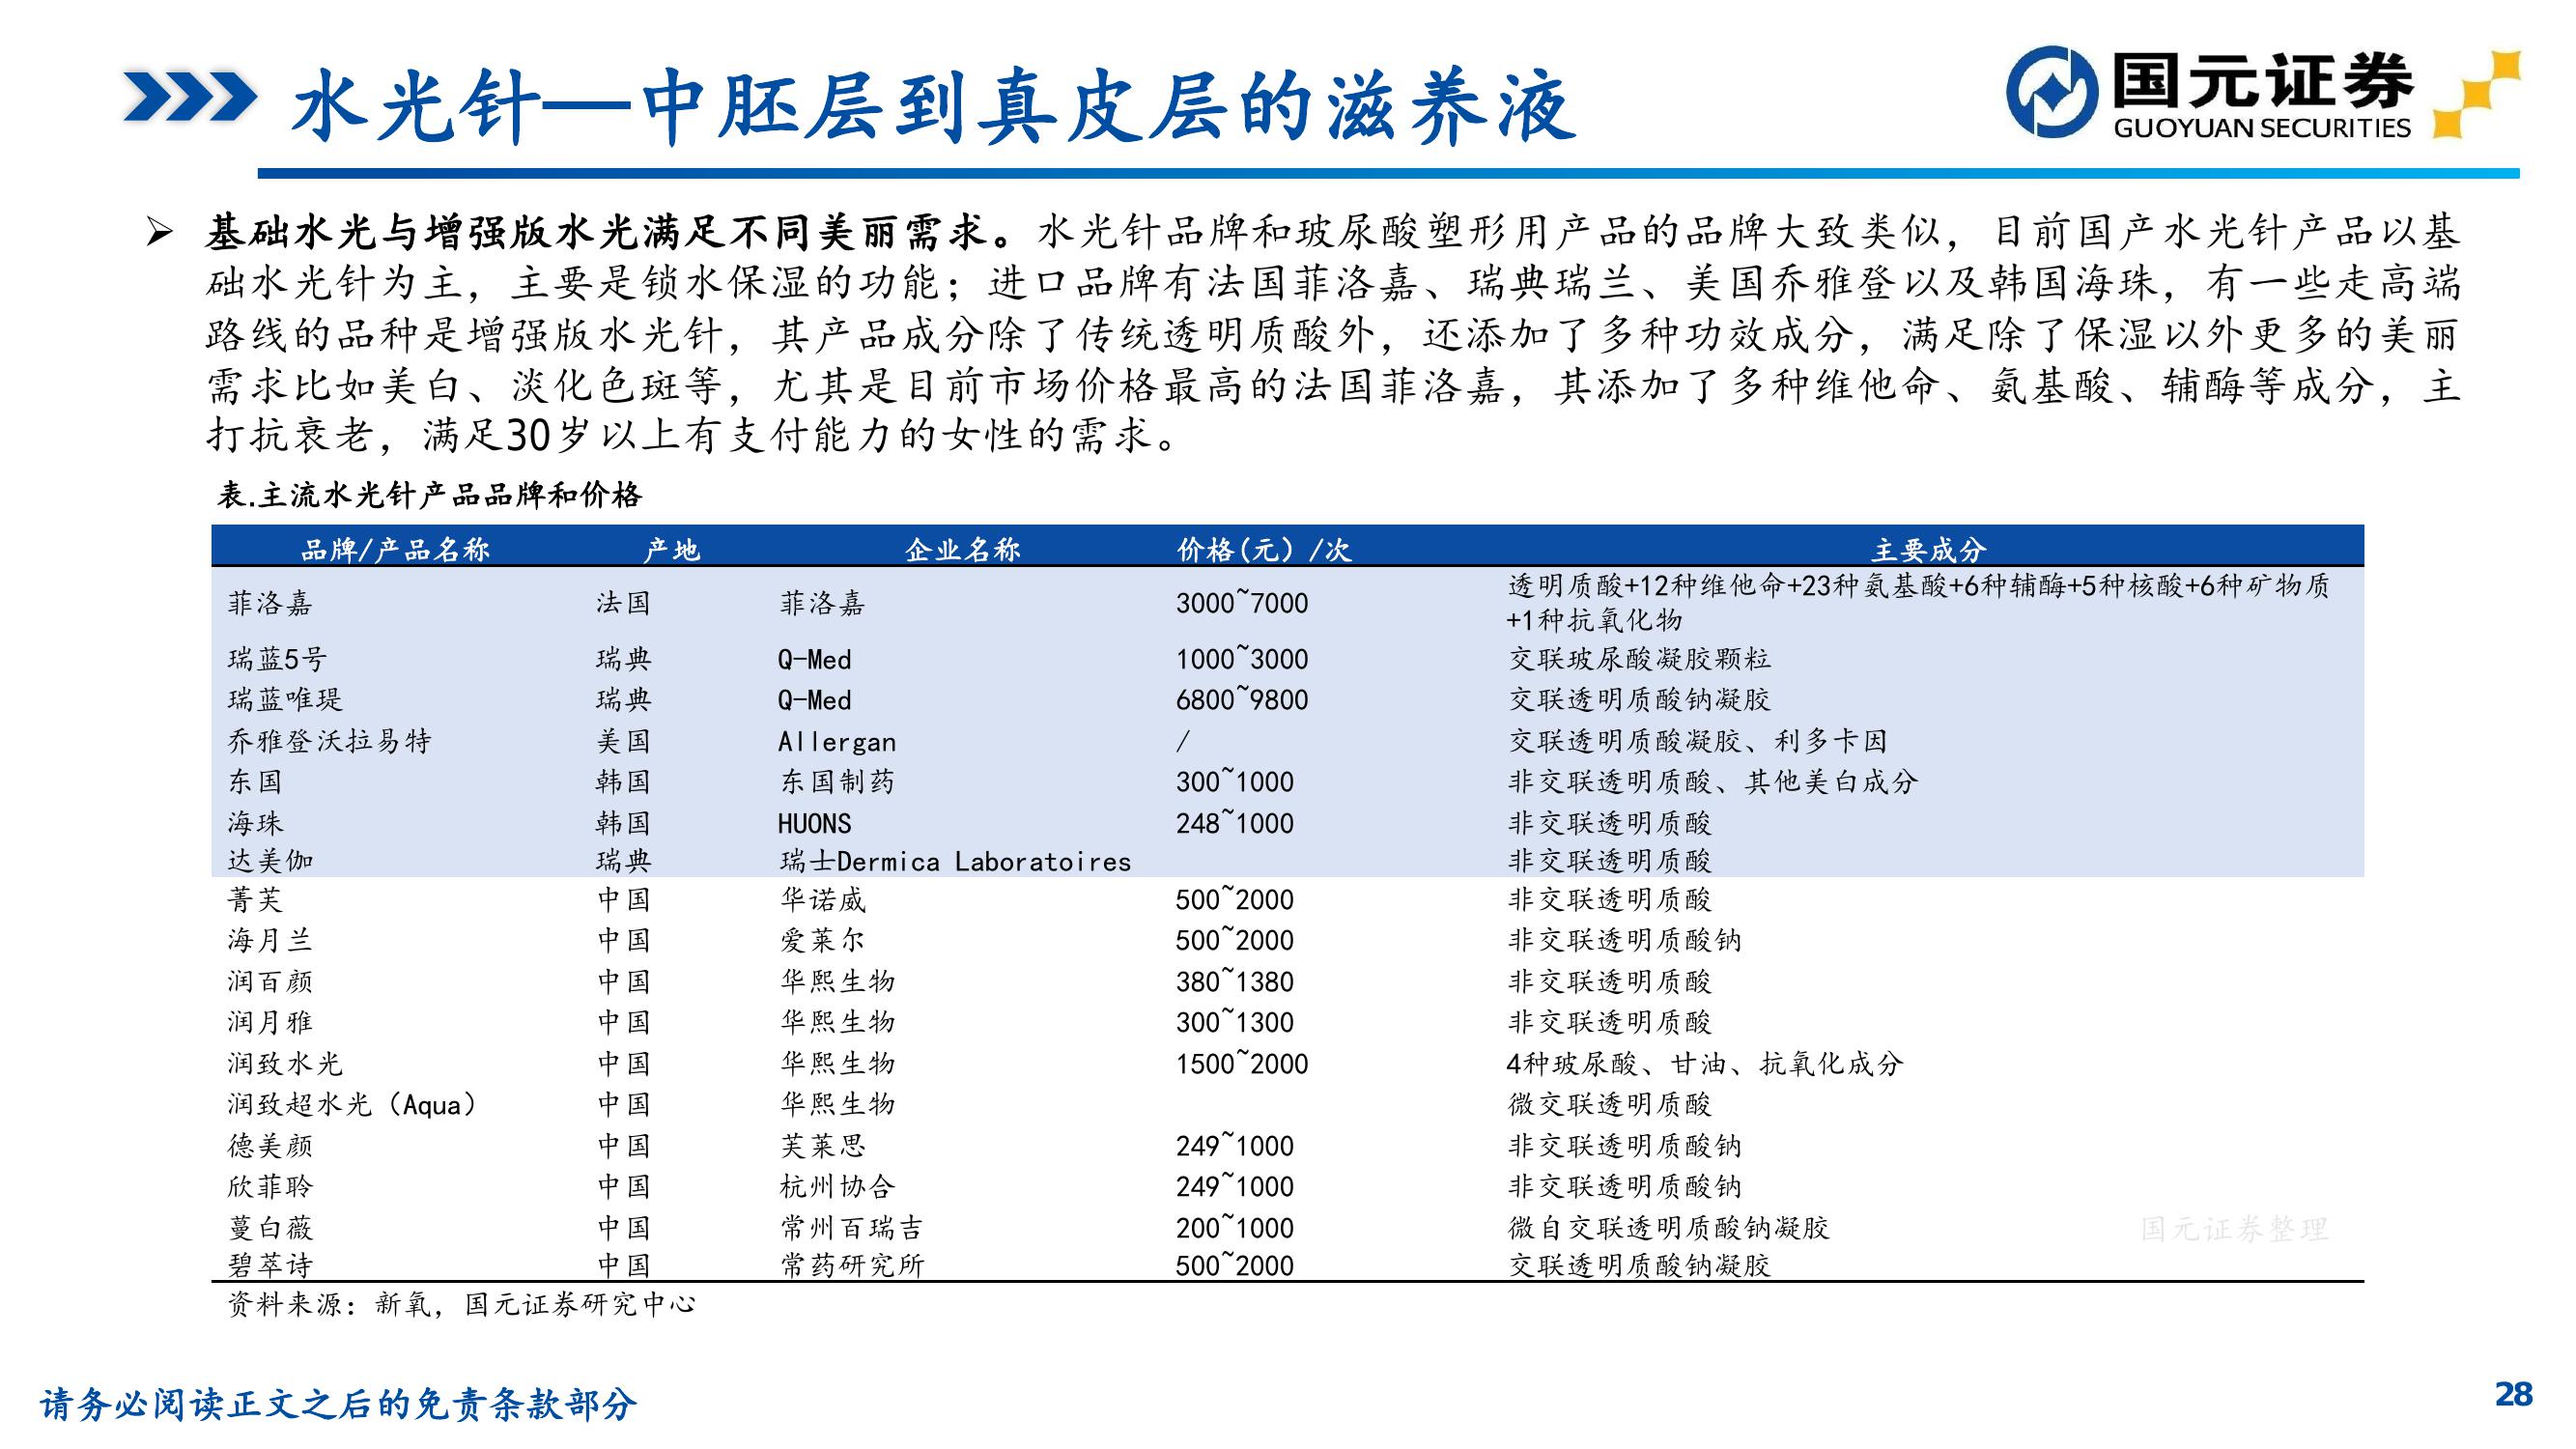 水光针—中胚层到真皮层的滋养液
国元证券
GUOYUAN SECURITIES
基础水光与增强版水光满足不同美丽需求。水光针品牌和玻尿酸塑形用产品的品牌大致类似，目前国产水光针产品以基
础水光针为主，主要是锁水保湿的功能；进口品牌有法国菲洛嘉、瑞典瑞兰、美国乔雅登以及韩国海珠，有一些走高端
路线的品种是增强版水光针，其产品成分除了传统透明质酸外，还添加了多种功效成分，满足除了保湿以外更多的美丽
需求比如美白、淡化色斑等，尤其是目前市场价格最高的法国菲洛嘉，其添加了多种维他命、氨基酸、辅酶等成分，主
打抗衰老，满足30岁以上有支付能力的女性的需求。
表.主流水光针产品品牌和价格
品牌/产品名称 产地 企业名称 价格(元）/次 主要成分
菲洛嘉 法国 菲洛嘉 3000~7000 透明质酸+12种维他命+23种氨基酸+6种辅酶+5种核酸+6种矿物质
+1种抗氧化物
瑞蓝5号 瑞典 Q-Med 1000~3000 交联玻尿酸凝胶颗粒
瑞蓝唯瑅 瑞典 Q-Med 6800~9800 交联透明质酸钠凝胶
乔雅登沃拉易特 美国 Allergan / 交联透明质酸凝胶、利多卡因
东国 韩国 东国制药 300~1000 非交联透明质酸、其他美白成分
海珠 韩国 HUONS 248~1000 非交联透明质酸
达美伽 瑞典 瑞士Dermica Laboratoires 非交联透明质酸
菁芙 中国 华诺威 500~2000 非交联透明质酸
海月兰 中国 爱莱尔 500~2000 非交联透明质酸钠
润百颜 中国 华熙生物 380~1380 非交联透明质酸
润月雅 中国 华熙生物 300~1300 非交联透明质酸
润致水光 中国 华熙生物 1500~2000 4种玻尿酸、甘油、抗氧化成分
润致超水光（Aqua） 中国 华熙生物 微交联透明质酸
德美颜 中国 芙莱思 249~1000 非交联透明质酸钠
欣菲聆 中国 杭州协合 249~1000 非交联透明质酸钠
蔓白薇 中国 常州百瑞吉 200~1000 微自交联透明质酸钠凝胶 国元证券整理
碧萃诗 中国 常药研究所 500~2000 交联透明质酸钠凝胶
资料来源：新氧，国元证券研究中心
请务必阅读正文之后的免责条款部分
28